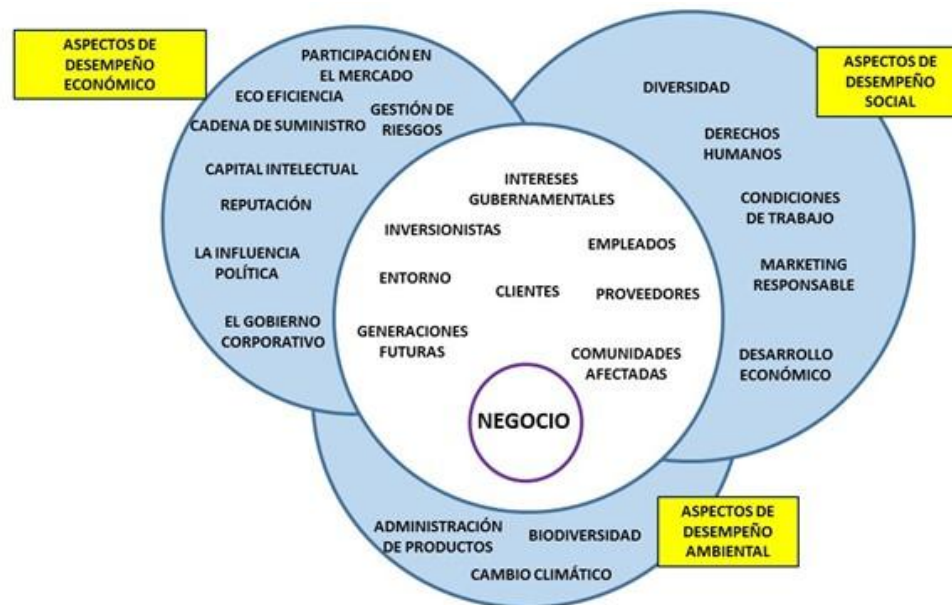 ASPECTOS DE
DESEMPEÑO
ECONÓMICO
PARTICIPACIÓN EN
EL MERCADO
ECO EFICIENCIA
GESTIÓN DE
RIESGOS
CADENA DE SUMINISTRO
CAPITAL INTELECTUAL
REPUTACIÓN
LA INFLUENCIA
POLÍTICA
EL GOBIERNO
CORPORATIVO
ASPECTOS DE
DESEMPEÑO
SOCIAL
DIVERSIDAD
DERECHOS
HUMANOS
CONDICIONES
DE TRABAJO
MARKETING
RESPONSABLE
DESARROLLO
ECONÓMICO
INTERESES
GUBERNAMENTALES
INVERSIONISTAS
EMPLEADOS
ENTORNO
CLIENTES
PROVEEDORES
GENERACIONES
FUTURAS
COMUNIDADES
AFECTADAS
NEGOCIO
ADMINISTRACIÓN
DE PRODUCTOS
BIODIVERSIDAD
CAMBIO CLIMÁTICO
ASPECTOS DE
DESEMPEÑO
AMBIENTAL